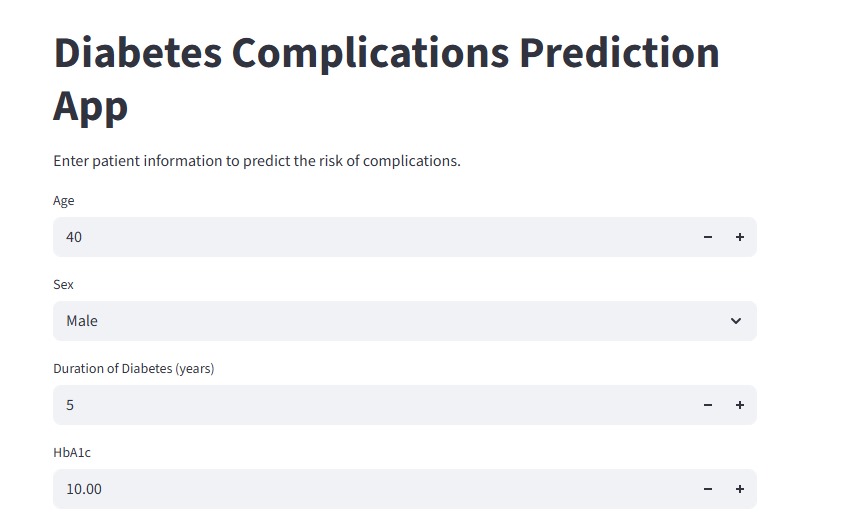 Diabetes Complications Prediction
App
Enter patient information to predict the risk of complications.
Age
40
Sex
Male
Duration of Diabetes (years)
5
HbA1c
10.00